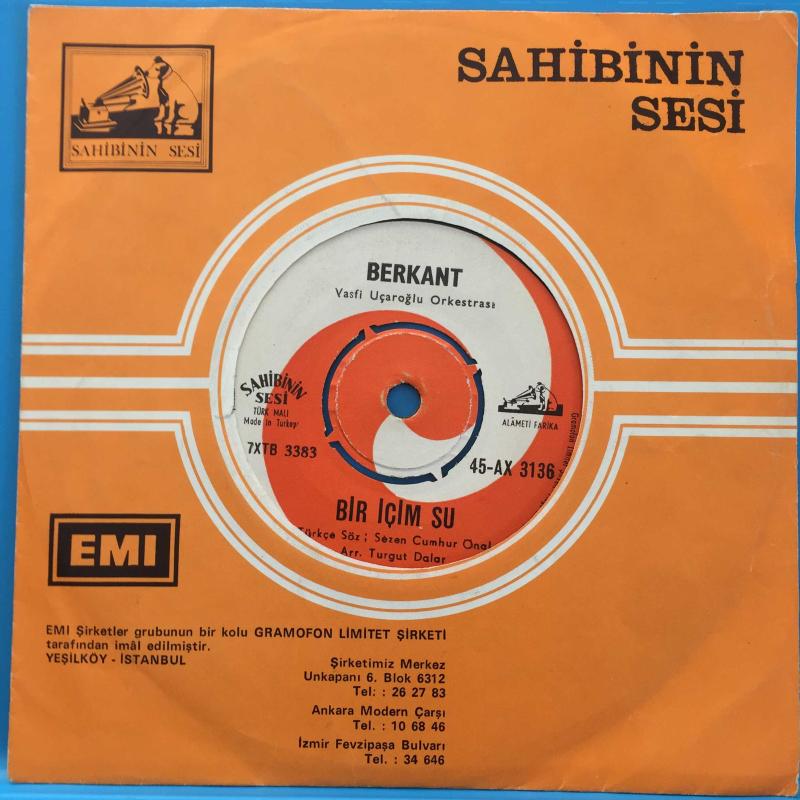 SAHİBİNİN
SESİ
SAHİBİNİN SESİ
BERKANT
Vasfi Uçaroğlu Orkestrası
SAHİBİNİN
SESİ
TÜRK MALI
Made in Turkey
7XTB 3383
ALÂMETİ FARİKA
45-AX 3136
BİR İÇİM SU
Türkçe Söz; Sezen Cumhur Önal
Arr. Turgut Dalar
EMI
EMI Şirketler grubunun bir kolu GRAMOFON LİMİTET ŞİRKETİ
tarafından imâl edilmiştir.
YEŞİLKÖY - İSTANBUL
Şirketimiz Merkez
Unkapanı 6. Blok 6312
Tel: : 26 27 83
Ankara Modern Çarşı
Tel. : 10 68 46
İzmir Fevzipaşa Bulvarı
Tel. : 34 646